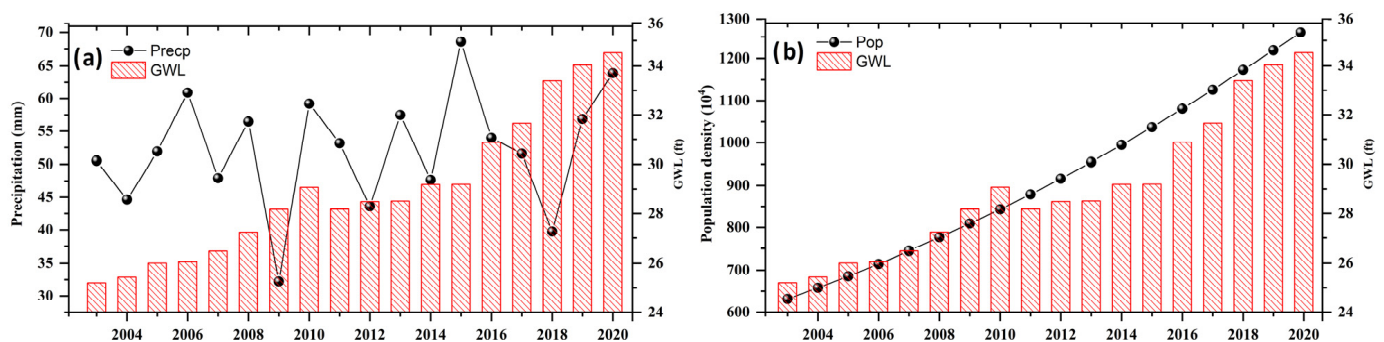 (a)
Precp
GWL
Precipitation (mm)
70
65
60
55
50
45
40
35
30
36
34
32
30
28
26
24
GWL (ft)
2004 2006 2008 2010 2012 2014 2016 2018 2020
(b)
Pop
GWL
Population density (10⁴)
1300
1200
1100
1000
900
800
700
600
36
34
32
30
28
26
24
GWL (ft)
2004 2006 2008 2010 2012 2014 2016 2018 2020